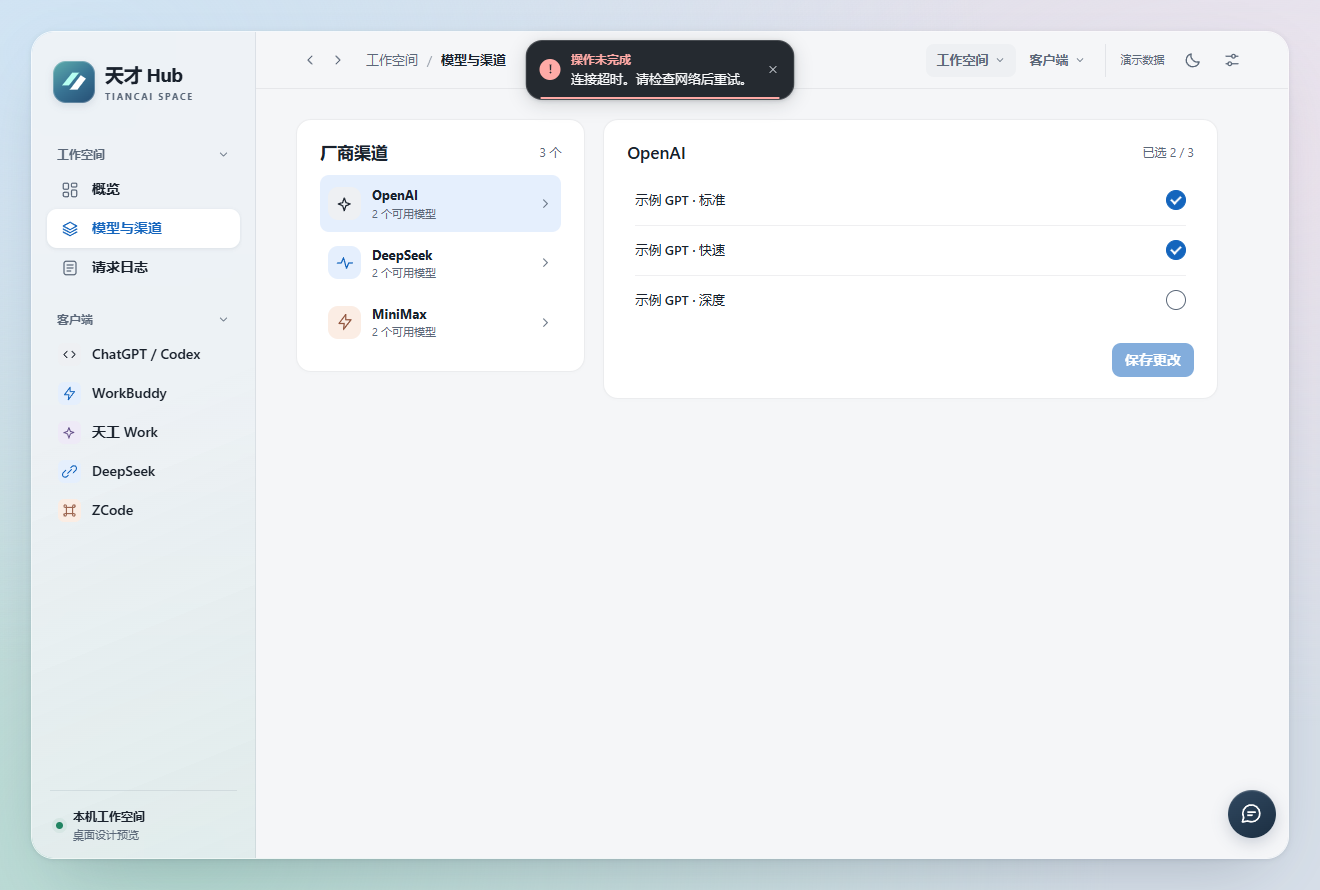 天才 Hub
TIANCAI SPACE
工作空间
概览
模型与渠道
请求日志
客户端
ChatGPT / Codex
WorkBuddy
天工 Work
DeepSeek
ZCode
本机工作空间
桌面设计预览
工作空间 / 模型与渠道
操作未完成
连接超时。请检查网络后重试。
工作空间
客户端
演示数据
厂商渠道
3 个
OpenAI
2 个可用模型
DeepSeek
2 个可用模型
MiniMax
2 个可用模型
OpenAI
已选 2 / 3
示例 GPT · 标准
示例 GPT · 快速
示例 GPT · 深度
保存更改